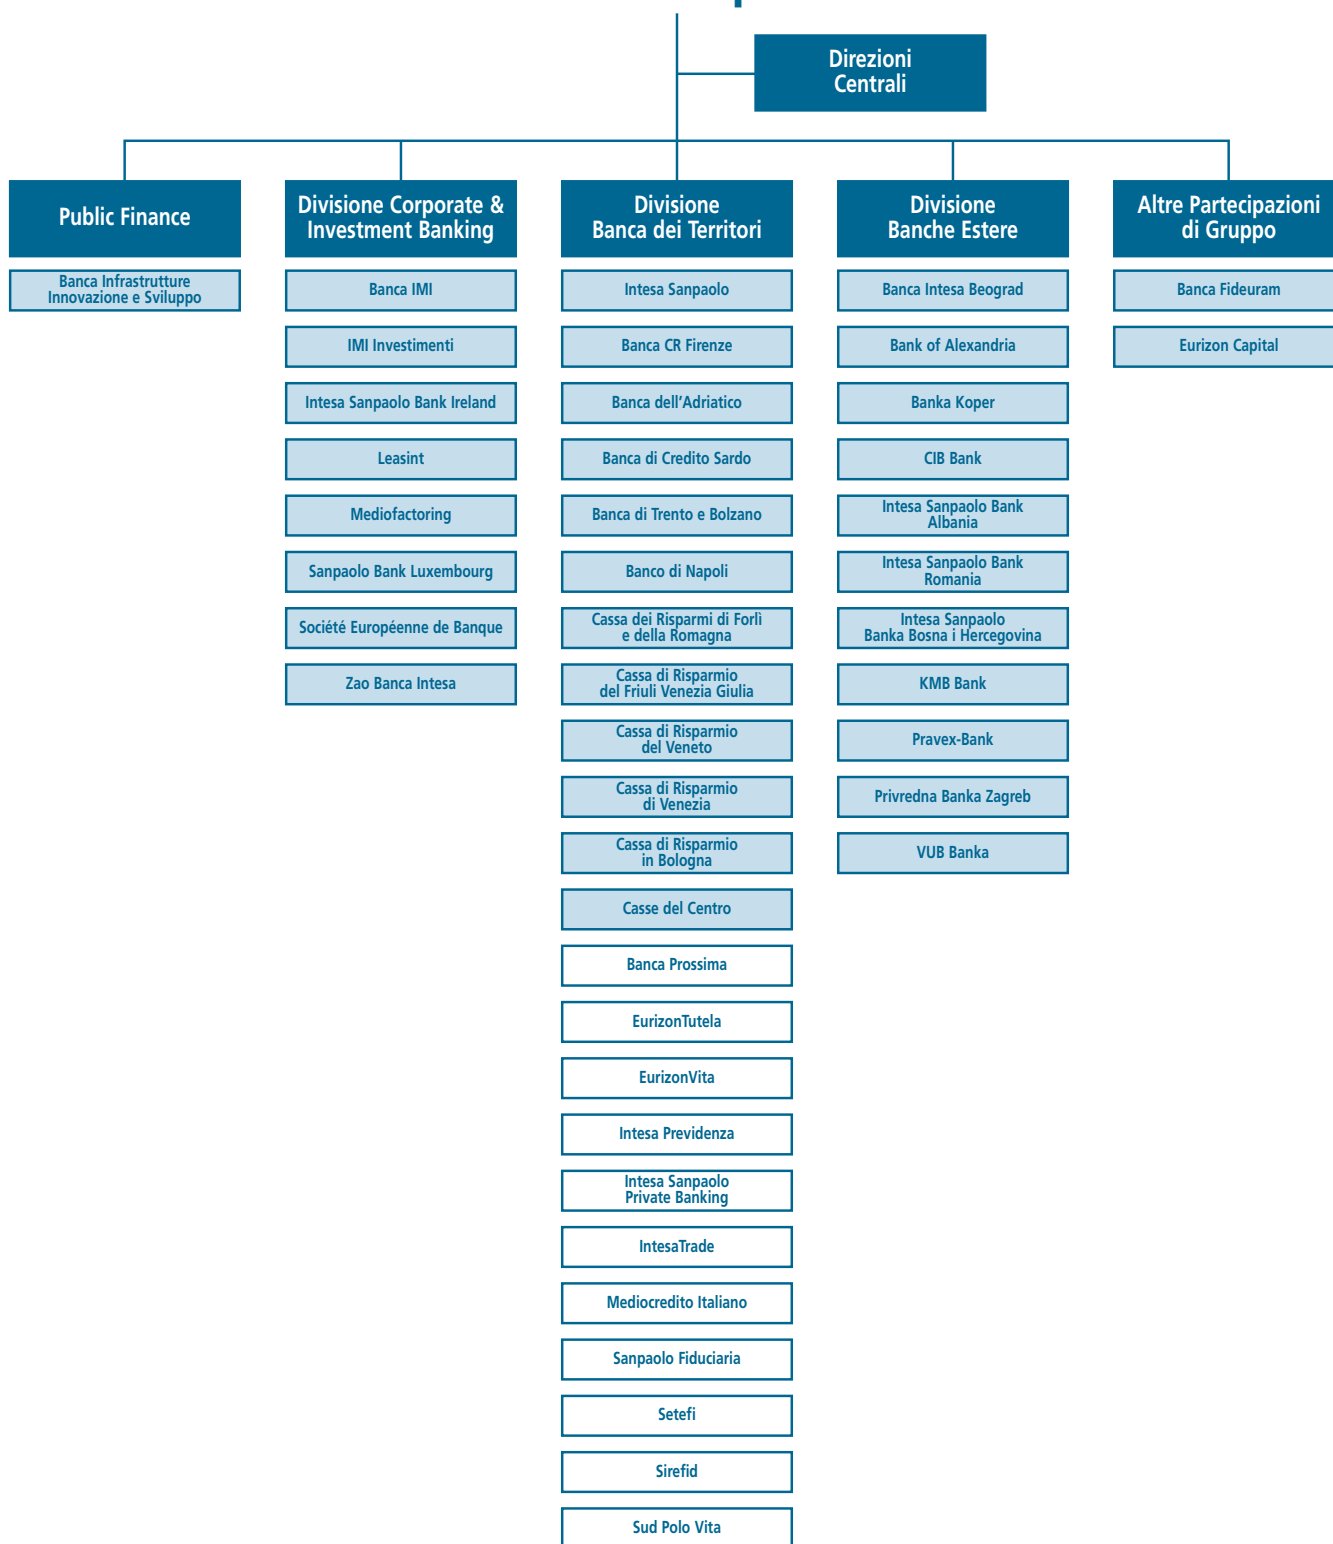 Direzioni
Centrali
Public Finance
Divisione Corporate &
Investment Banking
Divisione
Banca dei Territori
Divisione
Banche Estere
Altre Partecipazioni
di Gruppo
Banca Infrastrutture
Innovazione e Sviluppo
Banca IMI
IMI Investimenti
Intesa Sanpaolo Bank Ireland
Leasint
Mediofactoring
Sanpaolo Bank Luxembourg
Société Européenne de Banque
Zao Banca Intesa
Intesa Sanpaolo
Banca CR Firenze
Banca dell'Adriatico
Banca di Credito Sardo
Banca di Trento e Bolzano
Banco di Napoli
Cassa dei Risparmi di Forlì
e della Romagna
Cassa di Risparmio
del Friuli Venezia Giulia
Cassa di Risparmio
del Veneto
Cassa di Risparmio
di Venezia
Cassa di Risparmio
in Bologna
Casse del Centro
Banca Prossima
EurizonTutela
EurizonVita
Intesa Previdenza
Intesa Sanpaolo
Private Banking
IntesaTrade
Mediocredito Italiano
Sanpaolo Fiduciaria
Setefi
Sirefid
Sud Polo Vita
Banca Intesa Beograd
Bank of Alexandria
Banka Koper
CIB Bank
Intesa Sanpaolo Bank
Albania
Intesa Sanpaolo Bank
Romania
Intesa Sanpaolo
Banka Bosna i Hercegovina
KMB Bank
Pravex-Bank
Privredna Banka Zagreb
VUB Banka
Banca Fideuram
Eurizon Capital